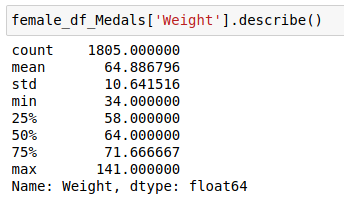 female_df_Medals['Weight'].describe()
count    1805.000000
mean       64.886796
std        10.641516
min        34.000000
25%        58.000000
50%        64.000000
75%        71.666667
max       141.000000
Name: Weight, dtype: float64